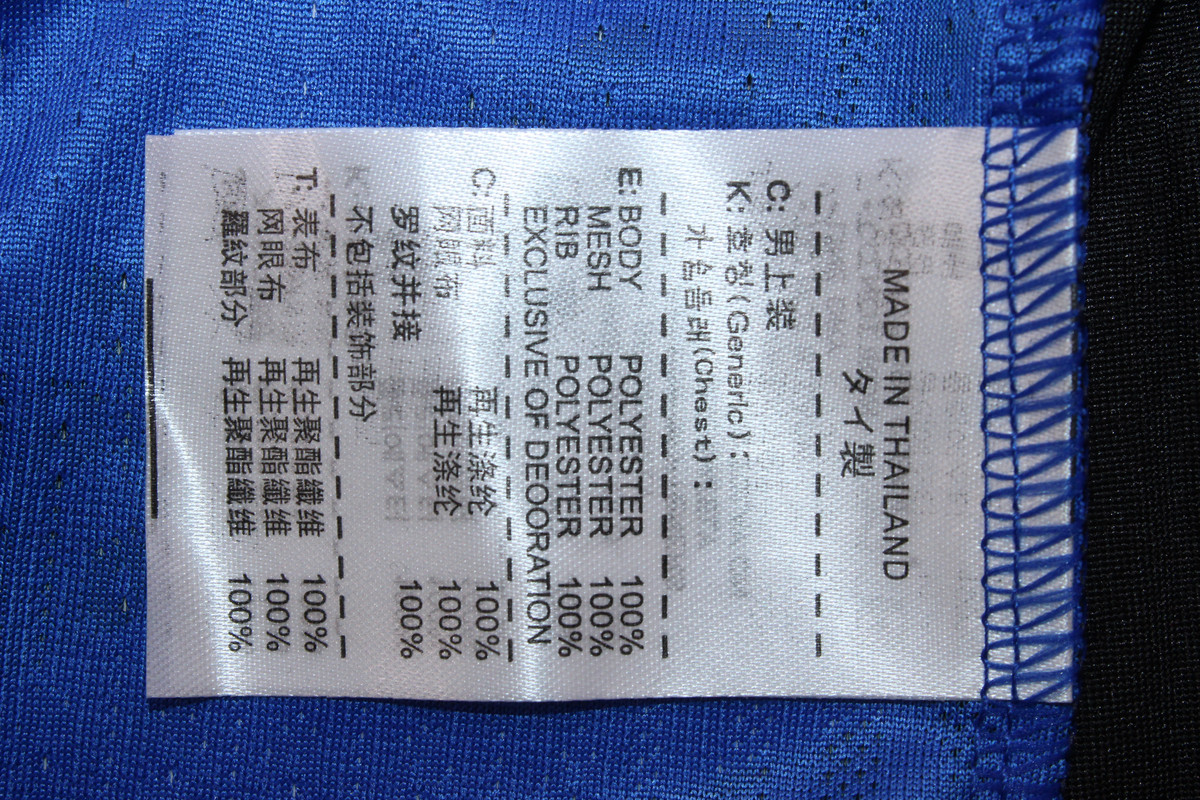 MADE IN THAILAND
タイ製
C: 男上装
K: 호칭(Generlc):
가슴둘래(Chest):
E: BODY POLYESTER 100%
MESH POLYESTER 100%
RIB POLYESTER 100%
EXCLUSIVE OF DEOORATION
C: 面料 再生涤纶 100%
网眼布 再生涤纶 100%
罗纹并接 100%
不包括装饰部分
T: 表布 再生聚酯纖维 100%
网眼布 再生聚酯纖维 100%
羅紋部分 再生聚酯纖维 100%